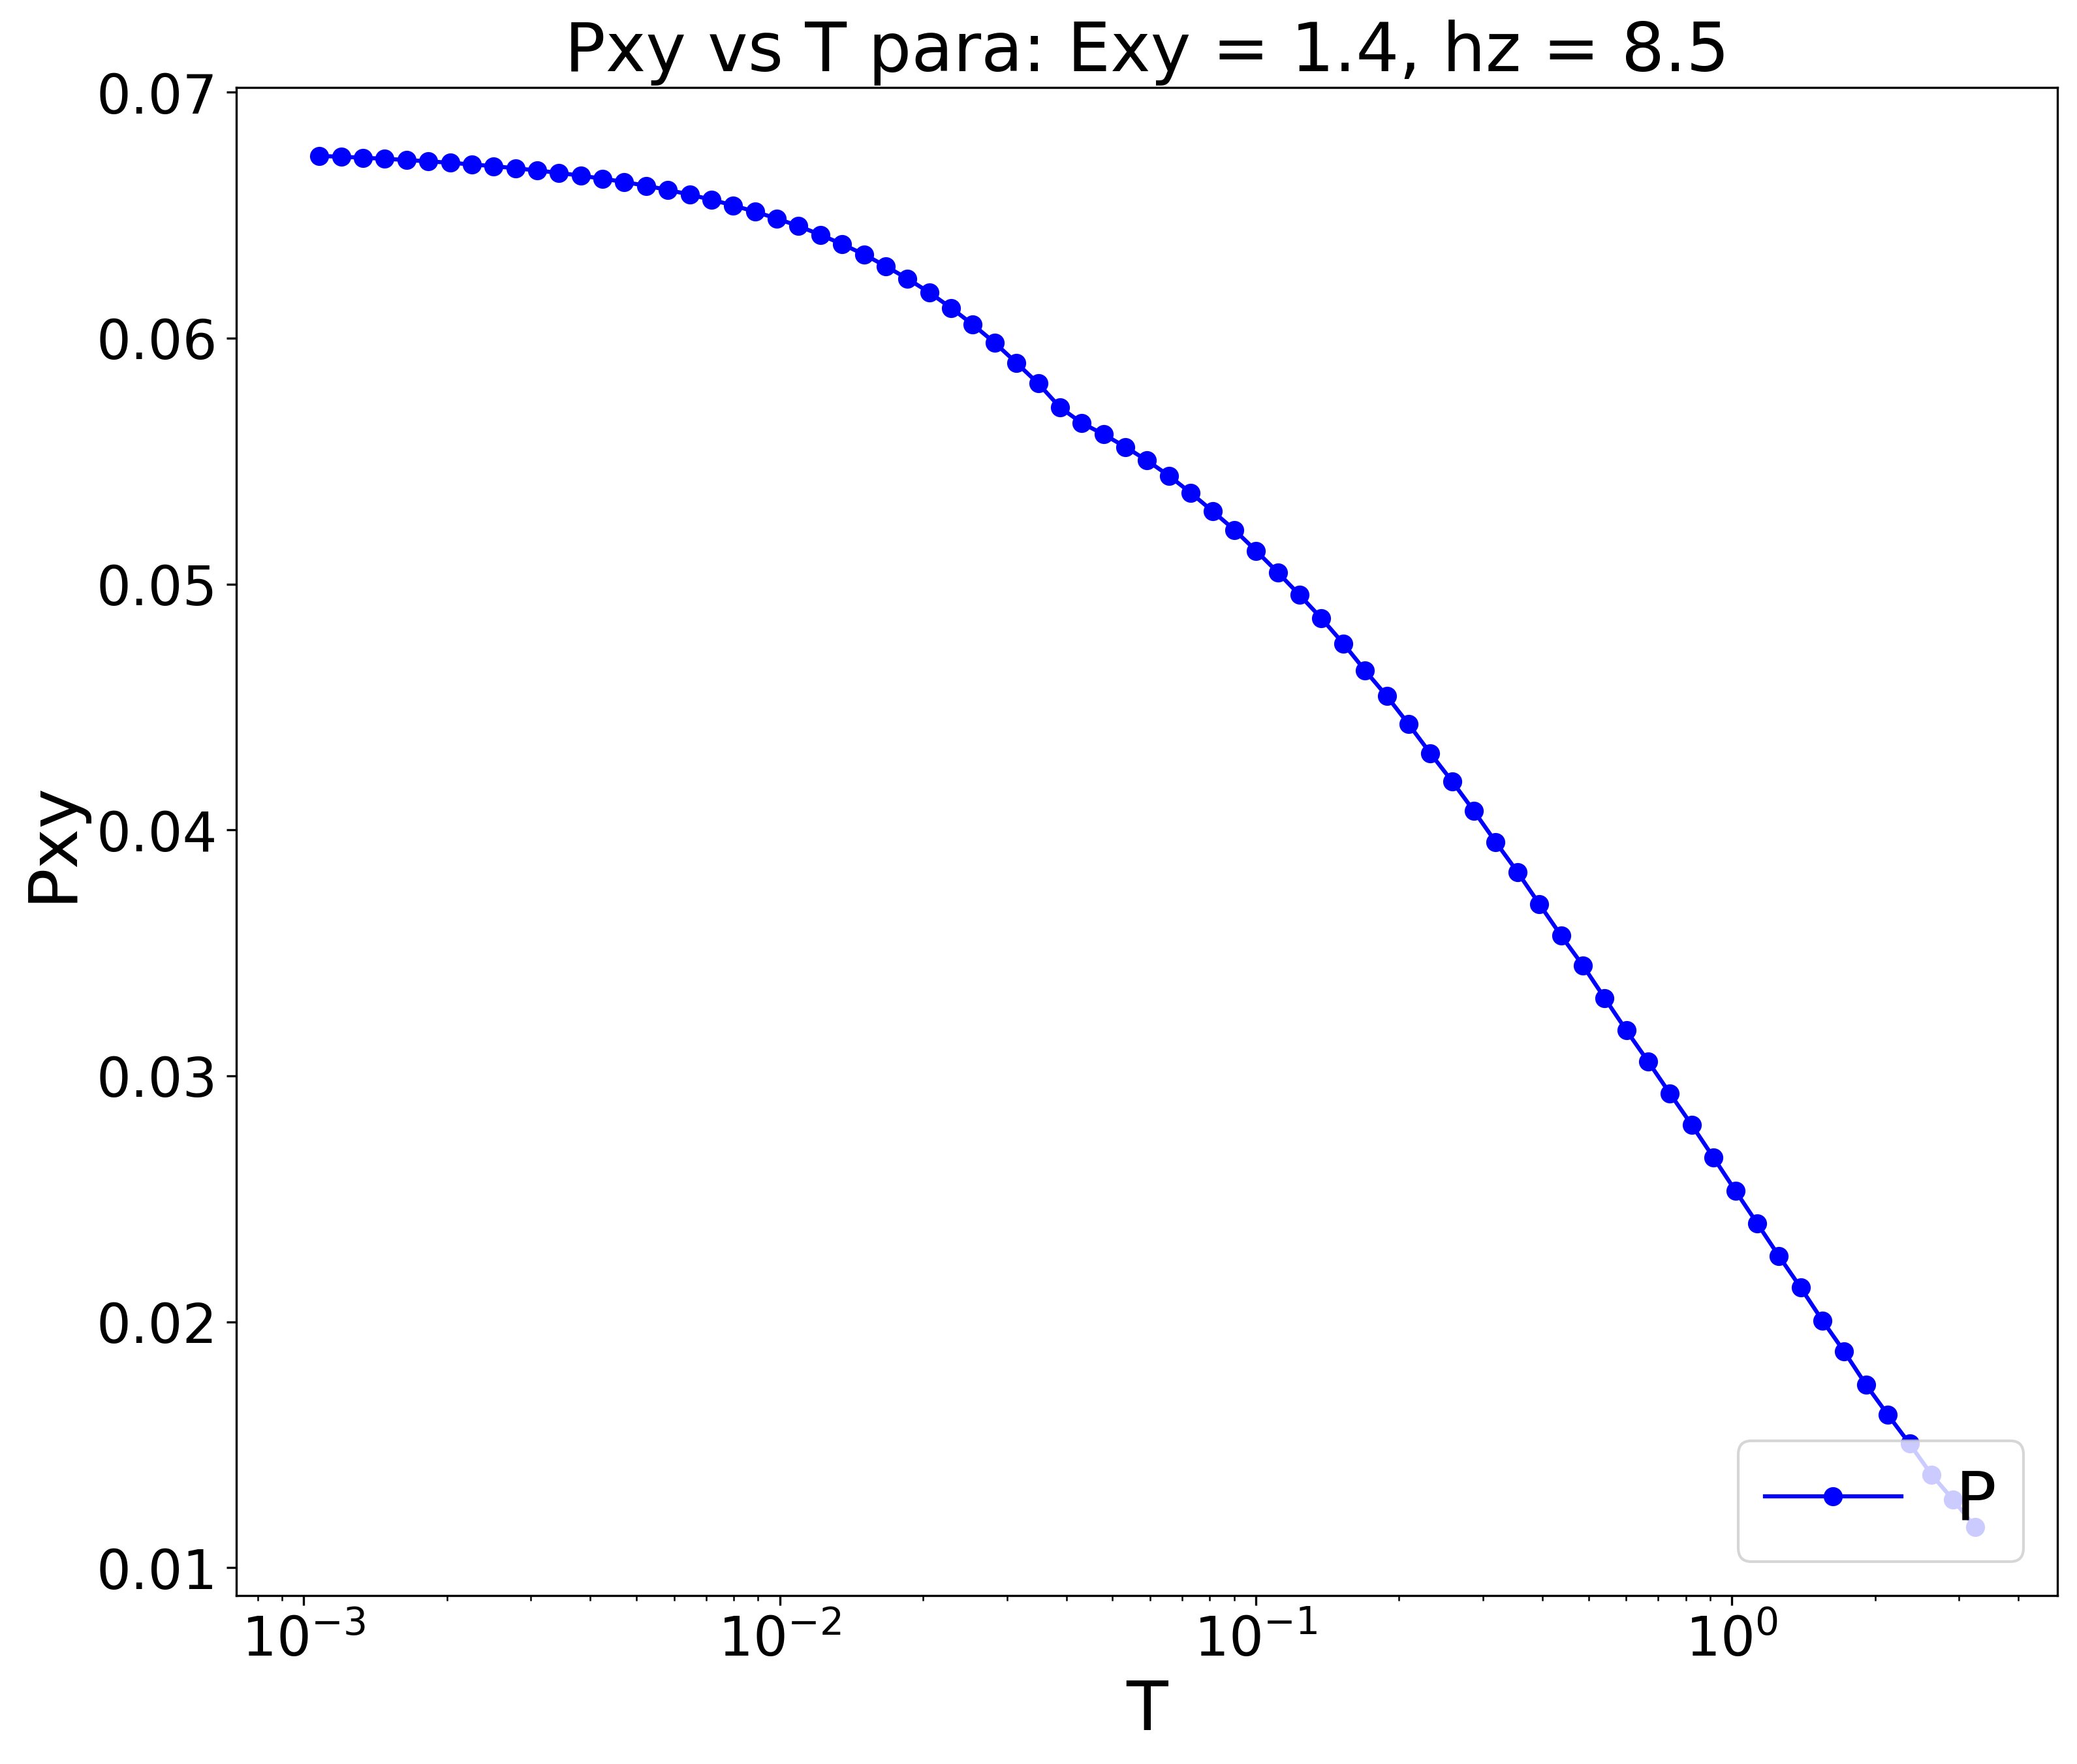 Pxy vs T para: Exy = 1.4, hz = 8.5
0.07
0.06
0.05
0.04
0.03
0.02
0.01
Pxy
10⁻³ 10⁻² 10⁻¹ 10⁰
T
P